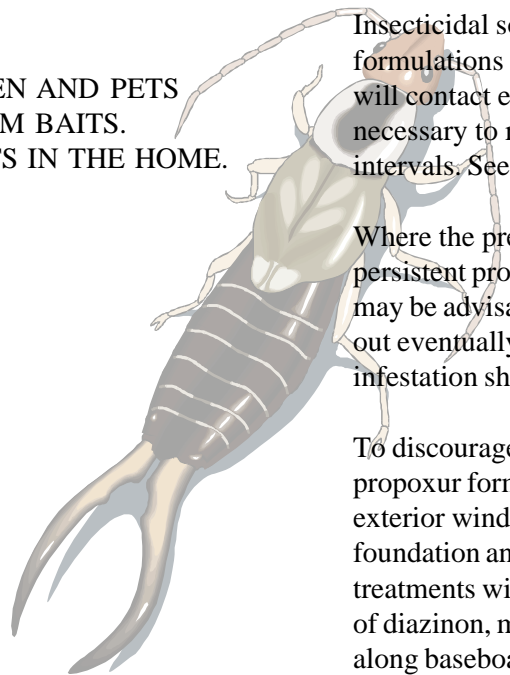 EN AND PETS
M BAITS.
TS IN THE HOME.
Insecticidal so
formulations
will contact e
necessary to r
intervals. See
Where the pre
persistent pro
may be advisa
out eventually
infestation sh
To discourage
propoxur form
exterior wind
foundation an
treatments wi
of diazinon, m
along baseboa